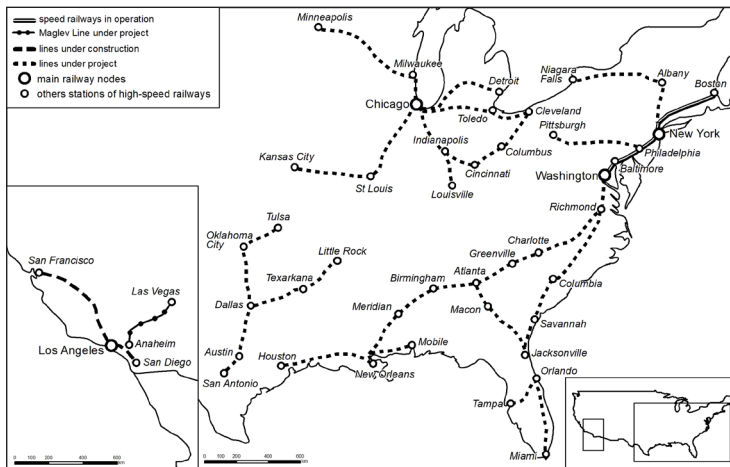 speed railways in operation
Maglev Line under project
lines under construction
lines under project
main railway nodes
others stations of high-speed railways
Minneapolis
Milwaukee
Chicago
Detroit
Toledo
Cleveland
Niagara
Falls
Albany
Boston
New York
Pittsburgh
Philadelphia
Baltimore
Washington
Indianapolis
Columbus
Cincinnati
Louisville
Kansas City
St Louis
Richmond
Tulsa
Oklahoma
City
Little Rock
Texarkana
Dallas
Austin
San Antonio
Houston
New Orleans
Mobile
Meridian
Birmingham
Atlanta
Greenville
Charlotte
Columbia
Macon
Savannah
Jacksonville
Orlando
Tampa
Miami
San Francisco
Las Vegas
Los Angeles
Anaheim
San Diego
0 200 400 600 km
0 200 400 600 km